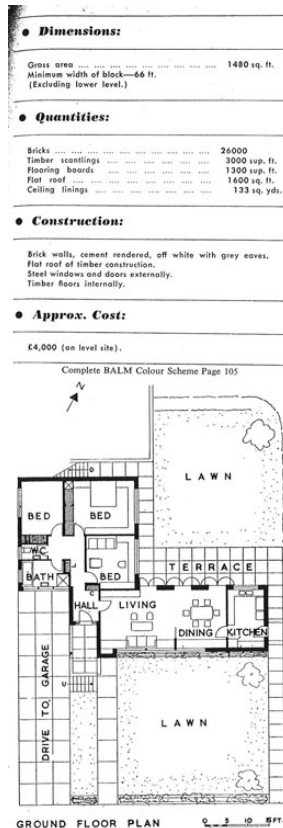 ● Dimensions:
Gross area .... .... .... .... .... .... .... .... .... 1480 sq. ft.
Minimum width of block—66 ft.
(Excluding lower level.)
● Quantities:
Bricks .... .... .... .... .... .... .... .... 26000
Timber scantlings .... .... .... .... .... .... 3000 sup. ft.
Flooring boards .... .... .... .... .... .... 1300 sup. ft.
Flat roof .... .... .... .... .... .... .... 1600 sq. ft.
Ceiling linings .... .... .... .... .... .... 133 sq. yds.
● Construction:
Brick walls, cement rendered, off white with grey eaves.
Flat roof of timber construction.
Steel windows and doors externally.
Timber floors internally.
● Approx. Cost:
£4,000 (on level site).
Complete BALM Colour Scheme Page 105
N
D
LAWN
BED
BED
WC
TERRACE
BATH
L
BED
C
HALL
LIVING
DINING
KITCHEN
U
DRIVE TO GARAGE
LAWN
GROUND FLOOR PLAN
0 5 10 15 FT.